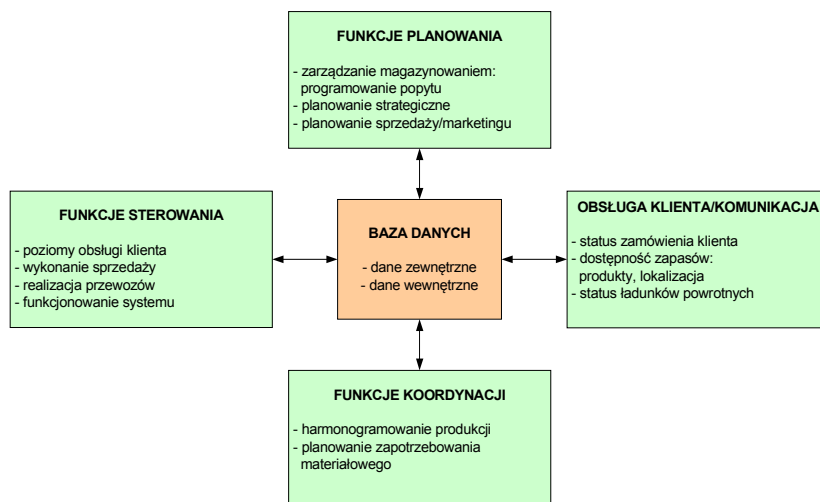 FUNKCJE PLANOWANIA
- zarządzanie magazynowaniem:
programowanie popytu
- planowanie strategiczne
- planowanie sprzedaży/marketingu
FUNKCJE STEROWANIA
- poziomy obsługi klienta
- wykonanie sprzedaży
- realizacja przewozów
- funkcjonowanie systemu
BAZA DANYCH
- dane zewnętrzne
- dane wewnętrzne
OBSŁUGA KLIENTA/KOMUNIKACJA
- status zamówienia klienta
- dostępność zapasów:
produkty, lokalizacja
- status ładunków powrotnych
FUNKCJE KOORDYNACJI
- harmonogramowanie produkcji
- planowanie zapotrzebowania
materiałowego